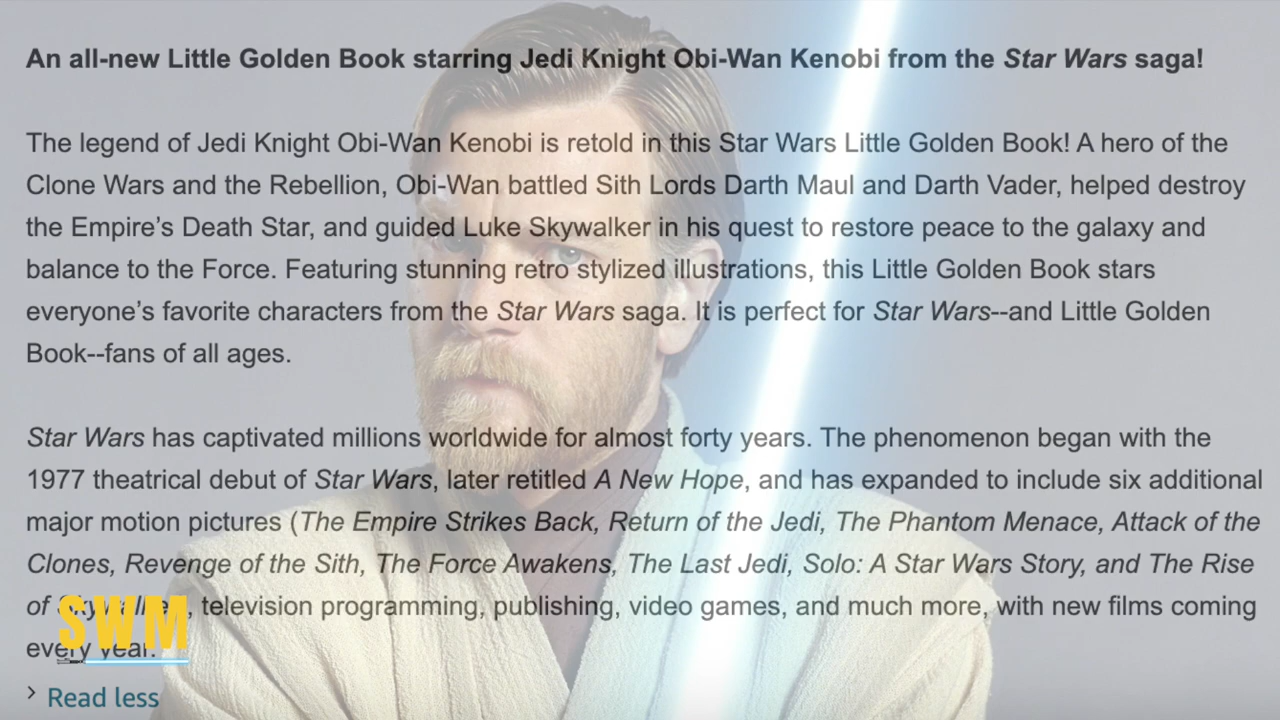 An all-new Little Golden Book starring Jedi Knight Obi-Wan Kenobi from the Star Wars saga!
The legend of Jedi Knight Obi-Wan Kenobi is retold in this Star Wars Little Golden Book! A hero of the
Clone Wars and the Rebellion, Obi-Wan battled Sith Lords Darth Maul and Darth Vader, helped destroy
the Empire’s Death Star, and guided Luke Skywalker in his quest to restore peace to the galaxy and
balance to the Force. Featuring stunning retro stylized illustrations, this Little Golden Book stars
everyone’s favorite characters from the Star Wars saga. It is perfect for Star Wars--and Little Golden
Book--fans of all ages.
Star Wars has captivated millions worldwide for almost forty years. The phenomenon began with the
1977 theatrical debut of Star Wars, later retitled A New Hope, and has expanded to include six additional
major motion pictures (The Empire Strikes Back, Return of the Jedi, The Phantom Menace, Attack of the
Clones, Revenge of the Sith, The Force Awakens, The Last Jedi, Solo: A Star Wars Story, and The Rise
of , television programming, publishing, video games, and much more, with new films coming
every year.
SWM
Read less